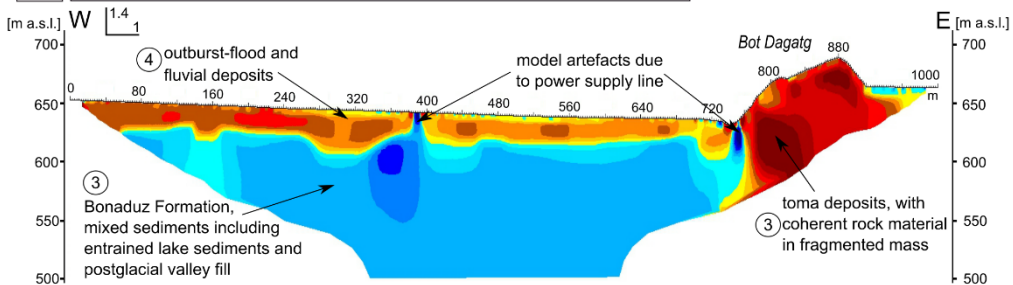 [m a.s.l.] W 1.4 1 E [m a.s.l.]
700 700
650 650
600 600
550 550
500 500
4 outburst-flood and
fluvial deposits
model artefacts due
to power supply line
Bot Dagatg
0 80 160 240 320 400 480 560 640 720 800 880 1000
m
3
Bonaduz Formation,
mixed sediments including
entrained lake sediments and
postglacial valley fill
toma deposits, with
3 coherent rock material
in fragmented mass